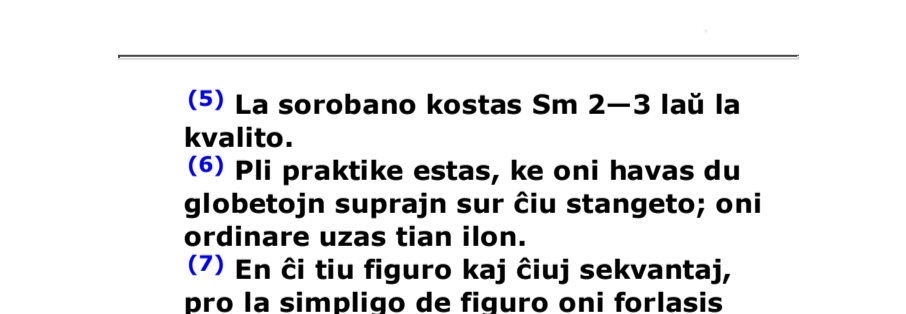 (5) La sorobano kostas Sm 2—3 laŭ la
kvalito.
(6) Pli praktike estas, ke oni havas du
globetojn suprajn sur ĉiu stangeto; oni
ordinare uzas tian ilon.
(7) En ĉi tiu figuro kaj ĉiuj sekvantaj,
pro la simpligo de figuro oni forlasis